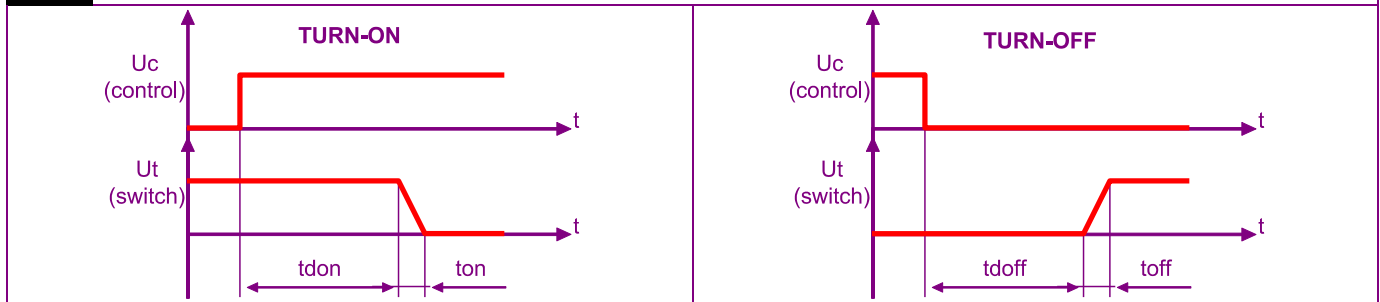 TURN-ON
Uc
(control)
t
Ut
(switch)
t
tdon
ton
TURN-OFF
Uc
(control)
t
Ut
(switch)
t
tdoff
toff